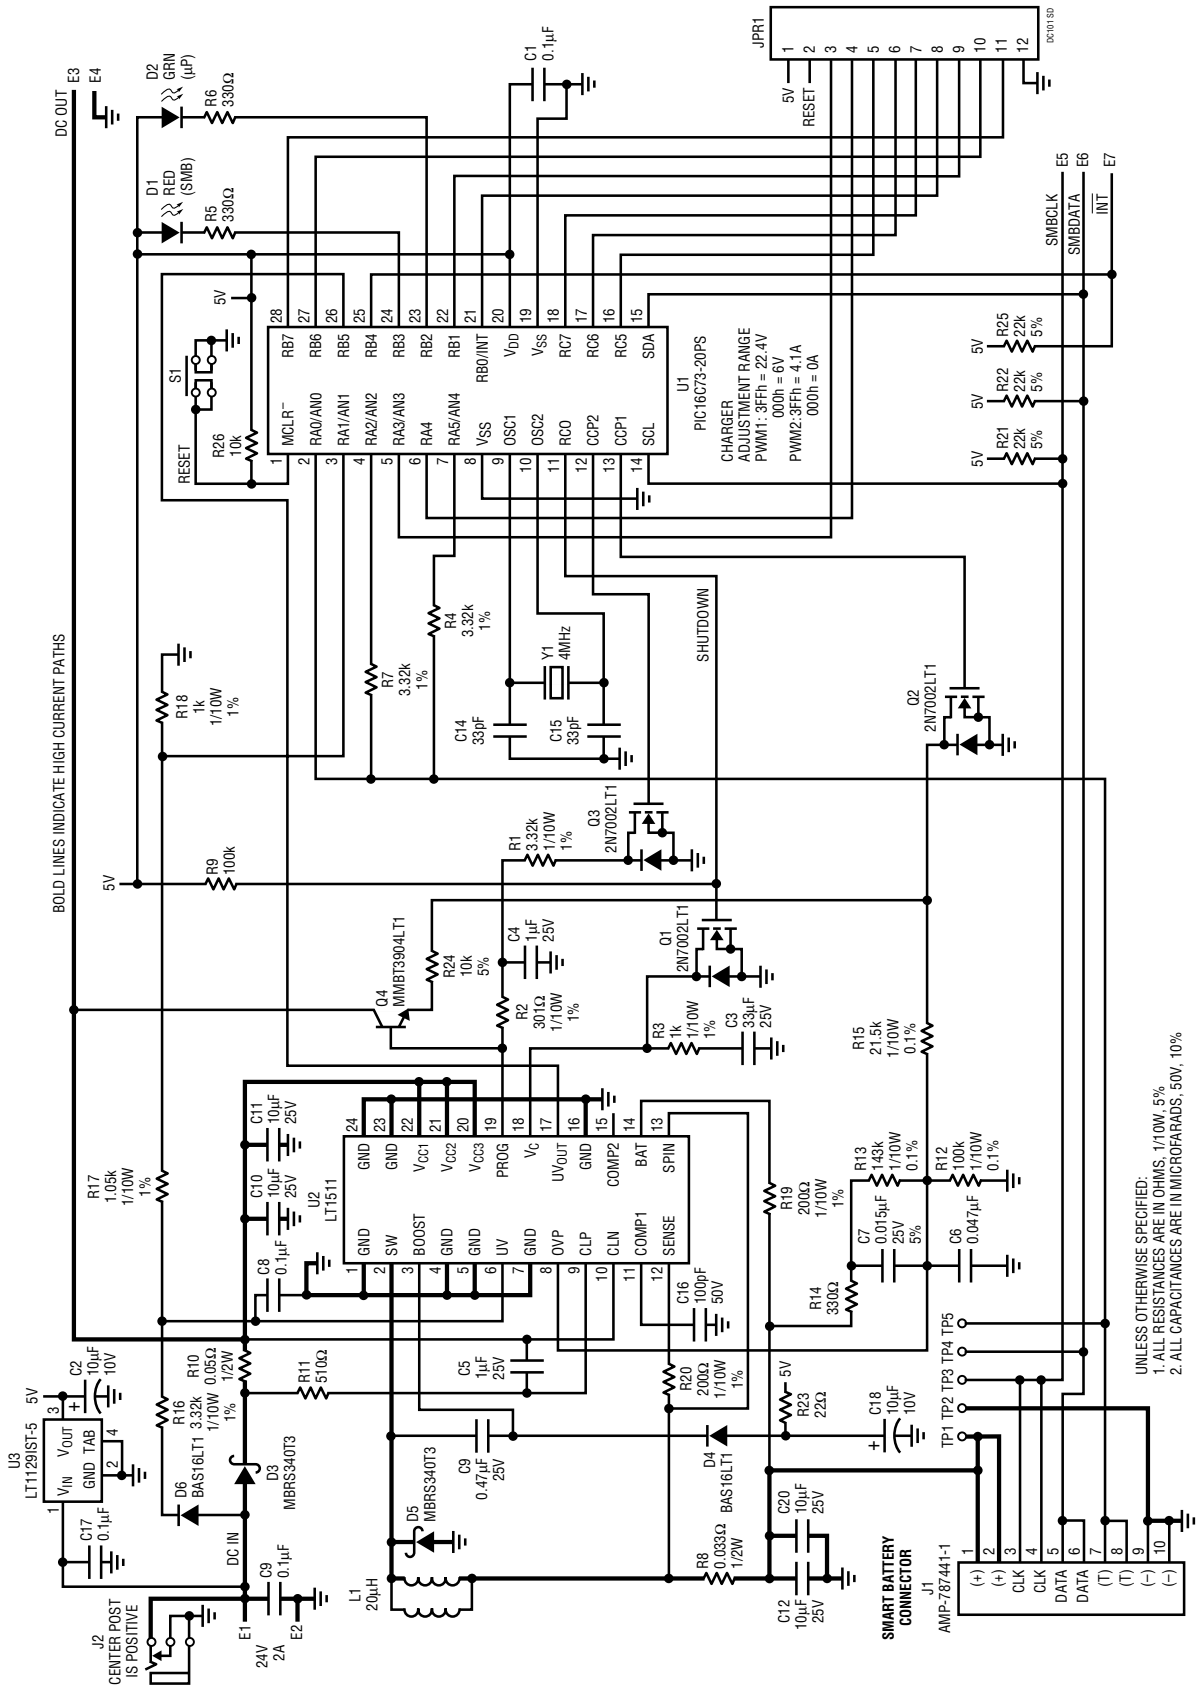 BOLD LINES INDICATE HIGH CURRENT PATHS
J2
CENTER POST
IS POSITIVE
E1
24V
2A
E2
C9
0.1µF
DC IN
C17
0.1µF
U3
LT1129IST-5
VIN
VOUT
GND TAB
1
3
2
4
5V
C2
10µF
10V
D6
BAS16LT1
R16
3.32k
1/10W
1%
D3
MBRS340T3
R10
0.05Ω
1/2W
R11
510Ω
R17
1.05k
1/10W
1%
C8
0.1µF
C10
10µF
25V
C11
10µF
25V
R18
1k
1/10W
1%
5V
R9
100k
DC OUT
E3
E4
L1
20µH
D5
MBRS340T3
C9
0.47µF
25V
C5
1µF
25V
U2
LT1511
1 GND
2 SW
3 BOOST
4 GND
5 GND
6 UV
7 GND
8 OVP
9 CLP
10 CLN
11 COMP1
12 SENSE
GND 24
GND 23
VCC1 22
VCC2 21
VCC3 20
PROG 19
VC 18
UVOUT 17
GND 16
COMP2 15
BAT 14
SPIN 13
Q4
MMBT3904LT1
R24
10k
5%
R2
301Ω
1/10W
1%
C4
1µF
25V
R1
3.32k
1/10W
1%
Q3
2N7002LT1
R3
1k
1/10W
1%
C3
33µF
25V
Q1
2N7002LT1
SHUTDOWN
Q2
2N7002LT1
R7
3.32k
1%
R4
3.32k
1%
C14
33pF
C15
33pF
Y1
4MHz
RESET
R26
10k
S1
5V
1 MCLR–
2 RA0/AN0
3 RA1/AN1
4 RA2/AN2
5 RA3/AN3
6 RA4
7 RA5/AN4
8 VSS
9 OSC1
10 OSC2
11 RCO
12 CCP2
13 CCP1
14 SCL
RB7 28
RB6 27
RB5 26
RB4 25
RB3 24
RB2 23
RB1 22
RB0/INT 21
VDD 20
VSS 19
RC7 18
RC6 17
RC5 16
SDA 15
U1
PIC16C73-20PS
CHARGER
ADJUSTMENT RANGE
PWM1: 3FFh = 22.4V
000h = 6V
PWM2:3FFh = 4.1A
000h = 0A
D1
RED
(SMB)
R5
330Ω
D2
GRN
(µP)
R6
330Ω
C1
0.1µF
JPR1
5V 1
RESET 2
3
4
5
6
7
8
9
10
11
12
DC101 SD
5V
R21
22k
5%
5V
R22
22k
5%
5V
R25
22k
5%
SMBCLK E5
SMBDATA E6
INT E7
C16
100pF
50V
R20
200Ω
1/10W
1%
R19
200Ω
1/10W
1%
R8
0.033Ω
1/2W
D4
BAS16LT1
5V
R23
22Ω
C18
10µF
10V
C12
10µF
25V
C20
10µF
25V
R14
330Ω
C7
0.015µF
25V
5%
R13
143k
1/10W
0.1%
C6
0.047µF
R12
100k
1/10W
0.1%
R15
21.5k
1/10W
0.1%
TP1 TP2 TP3 TP4 TP5
SMART BATTERY
CONNECTOR
J1
AMP-787441-1
(+) 1
(+) 2
CLK 3
CLK 4
DATA 5
DATA 6
(T) 7
(T) 8
(–) 9
(–) 10
UNLESS OTHERWISE SPECIFIED:
1. ALL RESISTANCES ARE IN OHMS, 1/10W, 5%
2. ALL CAPACITANCES ARE IN MICROFARADS, 50V, 10%